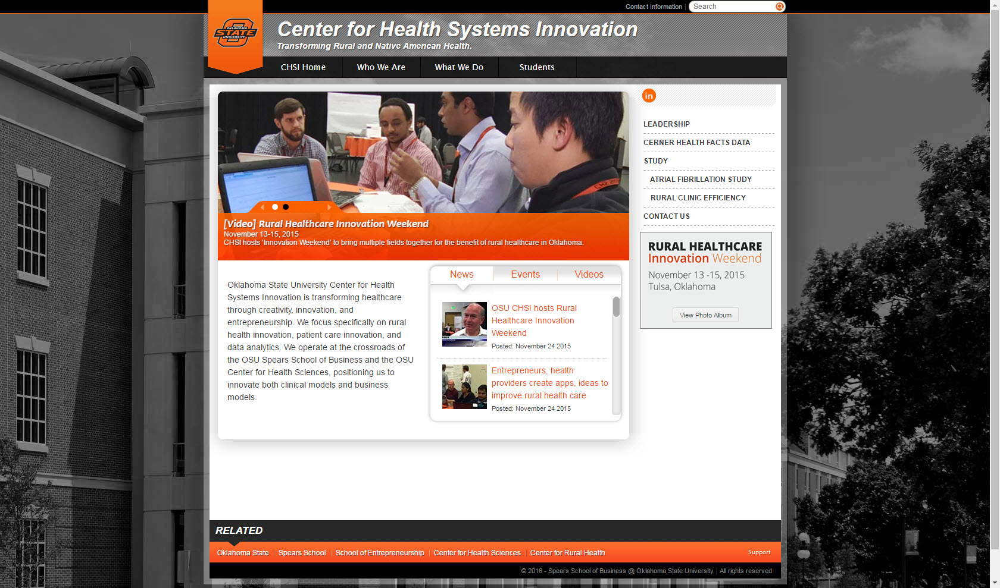 Contact Information
Search
OKLAHOMA
STATE
UNIVERSITY
Center for Health Systems Innovation
Transforming Rural and Native American Health.
CHSI Home
Who We Are
What We Do
Students
in
[Video] Rural Healthcare Innovation Weekend
November 13-15, 2015
CHSI hosts 'Innovation Weekend' to bring multiple fields together for the benefit of rural healthcare in Oklahoma.
Oklahoma State University Center for Health
Systems Innovation is transforming healthcare
through creativity, innovation, and
entrepreneurship. We focus specifically on rural
health innovation, patient care innovation, and
data analytics. We operate at the crossroads of
the OSU Spears School of Business and the OSU
Center for Health Sciences, positioning us to
innovate both clinical models and business
models.
News
Events
Videos
OSU CHSI hosts Rural
Healthcare Innovation
Weekend
Posted: November 24 2015
Entrepreneurs, health
providers create apps, ideas to
improve rural health care
Posted: November 24 2015
LEADERSHIP
CERNER HEALTH FACTS DATA
STUDY
ATRIAL FIBRILLATION STUDY
RURAL CLINIC EFFICIENCY
CONTACT US
RURAL HEALTHCARE
Innovation Weekend
November 13 -15, 2015
Tulsa, Oklahoma
View Photo Album
RELATED
Oklahoma State | Spears School | School of Entrepreneurship | Center for Health Sciences | Center for Rural Health
Support
© 2016 - Spears School of Business @ Oklahoma State University | All rights reserved